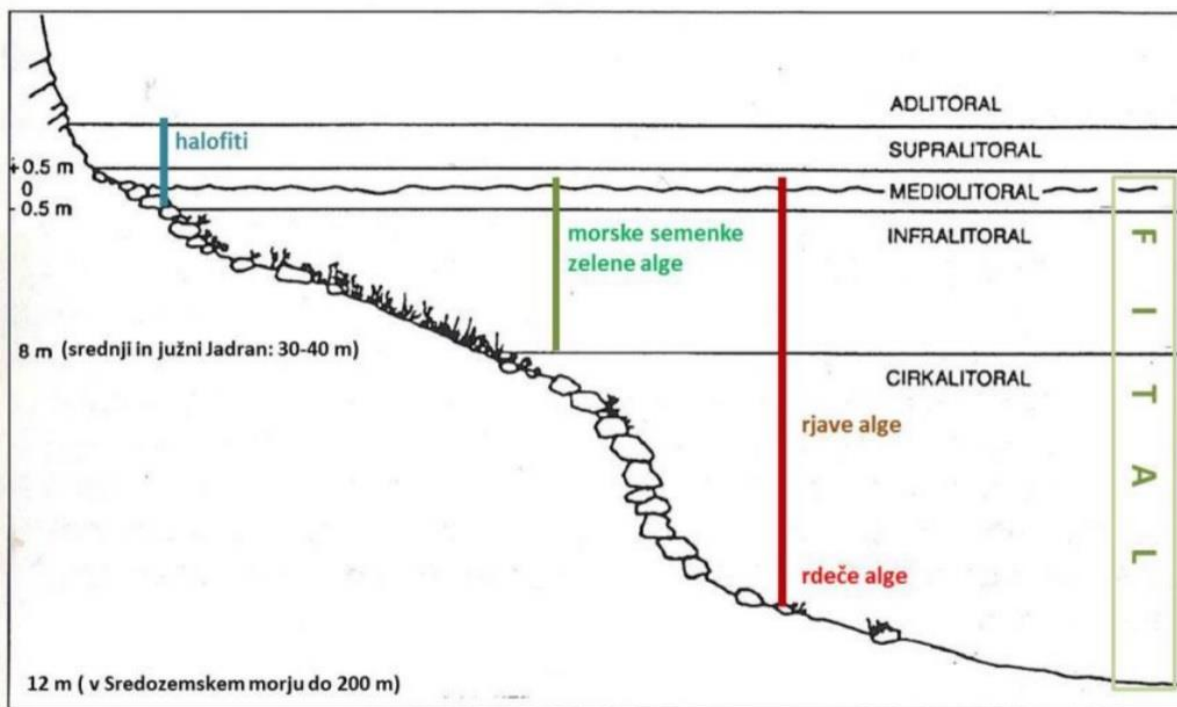 ADLITORAL
halofiti
SUPRALITORAL
+ 0.5 m
0
MEDIOLITORAL
- 0.5 m
morske semenke
zelene alge
INFRALITORAL
8 m (srednji in južni Jadran: 30-40 m)
CIRKALITORAL
rjave alge
rdeče alge
12 m ( v Sredozemskem morju do 200 m)
F
I
T
A
L